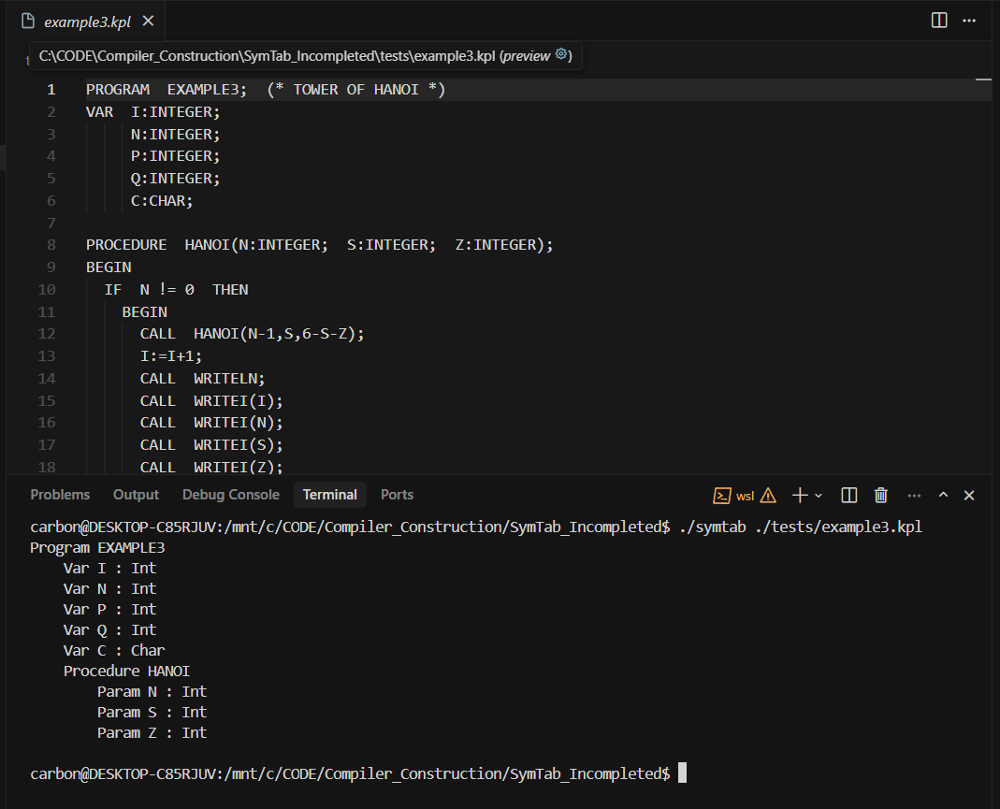 example3.kpl
C:\CODE\Compiler_Construction\SymTab_Incompleted\tests\example3.kpl (preview )
1 PROGRAM  EXAMPLE3;  (* TOWER OF HANOI *)
2 VAR  I:INTEGER;
3      N:INTEGER;
4      P:INTEGER;
5      Q:INTEGER;
6      C:CHAR;
7
8 PROCEDURE  HANOI(N:INTEGER;  S:INTEGER;  Z:INTEGER);
9 BEGIN
10   IF  N != 0  THEN
11     BEGIN
12       CALL  HANOI(N-1,S,6-S-Z);
13       I:=I+1;
14       CALL  WRITELN;
15       CALL  WRITEI(I);
16       CALL  WRITEI(N);
17       CALL  WRITEI(S);
18       CALL  WRITEI(Z);
Problems Output Debug Console Terminal Ports wsl
carbon@DESKTOP-C85RJUV:/mnt/c/CODE/Compiler_Construction/SymTab_Incompleted$ ./symtab ./tests/example3.kpl
Program EXAMPLE3
    Var I : Int
    Var N : Int
    Var P : Int
    Var Q : Int
    Var C : Char
    Procedure HANOI
        Param N : Int
        Param S : Int
        Param Z : Int
carbon@DESKTOP-C85RJUV:/mnt/c/CODE/Compiler_Construction/SymTab_Incompleted$